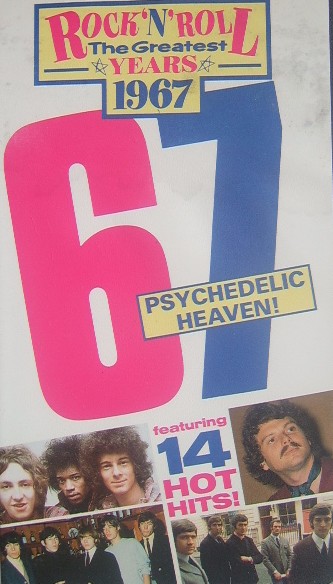 ROCK'N'ROLL
The Greatest
YEARS
1967
67
PSYCHEDELIC
HEAVEN!
featuring
14
HOT
HITS!